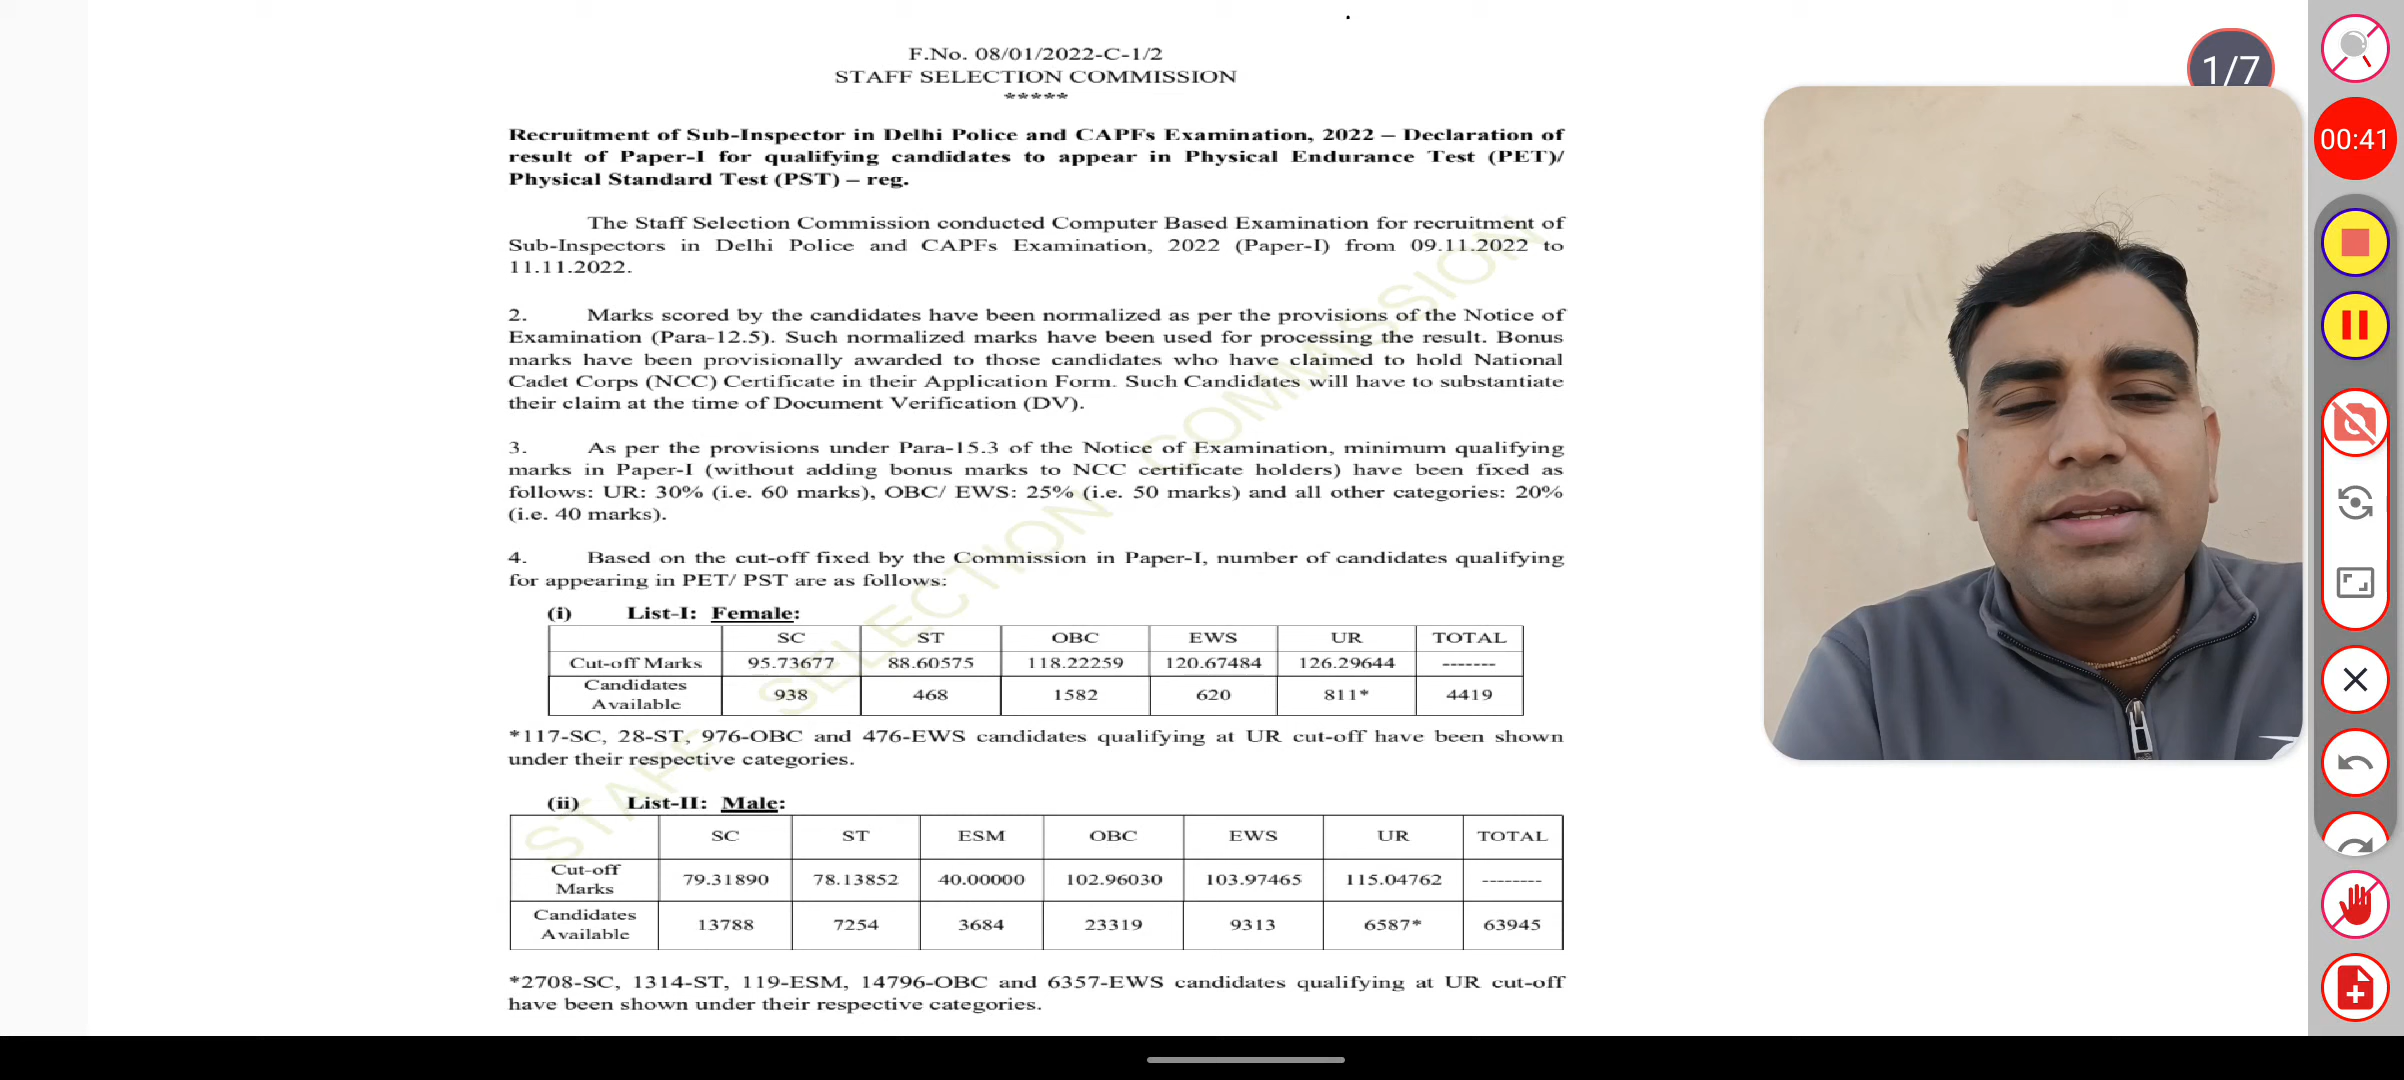 F.No. 08/01/2022-C-1/2
STAFF SELECTION COMMISSION
*****
Recruitment of Sub-Inspector in Delhi Police and CAPFs Examination, 2022 – Declaration of
result of Paper-I for qualifying candidates to appear in Physical Endurance Test (PET)/
Physical Standard Test (PST) – reg.
The Staff Selection Commission conducted Computer Based Examination for recruitment of
Sub-Inspectors in Delhi Police and CAPFs Examination, 2022 (Paper-I) from 09.11.2022 to
11.11.2022.
2. Marks scored by the candidates have been normalized as per the provisions of the Notice of
Examination (Para-12.5). Such normalized marks have been used for processing the result. Bonus
marks have been provisionally awarded to those candidates who have claimed to hold National
Cadet Corps (NCC) Certificate in their Application Form. Such Candidates will have to substantiate
their claim at the time of Document Verification (DV).
3. As per the provisions under Para-15.3 of the Notice of Examination, minimum qualifying
marks in Paper-I (without adding bonus marks to NCC certificate holders) have been fixed as
follows: UR: 30% (i.e. 60 marks), OBC/ EWS: 25% (i.e. 50 marks) and all other categories: 20%
(i.e. 40 marks).
4. Based on the cut-off fixed by the Commission in Paper-I, number of candidates qualifying
for appearing in PET/ PST are as follows:
(i) List-I: Female:
SC ST OBC EWS UR TOTAL
Cut-off Marks 95.73677 88.60575 118.22259 120.67484 126.29644 -------
Candidates
Available 938 468 1582 620 811* 4419
*117-SC, 28-ST, 976-OBC and 476-EWS candidates qualifying at UR cut-off have been shown
under their respective categories.
(ii) List-II: Male:
SC ST ESM OBC EWS UR TOTAL
Cut-off
Marks 79.31890 78.13852 40.00000 102.96030 103.97465 115.04762 --------
Candidates
Available 13788 7254 3684 23319 9313 6587* 63945
*2708-SC, 1314-ST, 119-ESM, 14796-OBC and 6357-EWS candidates qualifying at UR cut-off
have been shown under their respective categories.
STAFF SELECTION COMMISSION
1/7
00:41